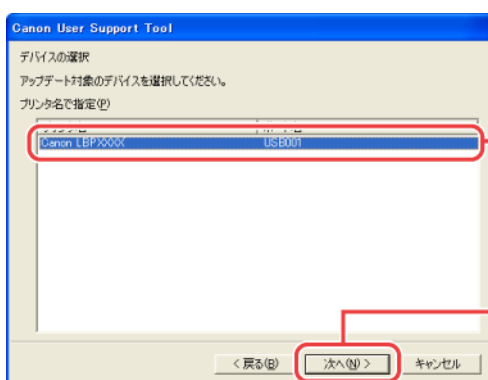 Canon User Support Tool
デバイスの選択
アップデート対象のデバイスを選択してください。
プリンタ名で指定(P)
Canon LBPXXXX USB001
< 戻る(B) 次へ(N) > キャンセル